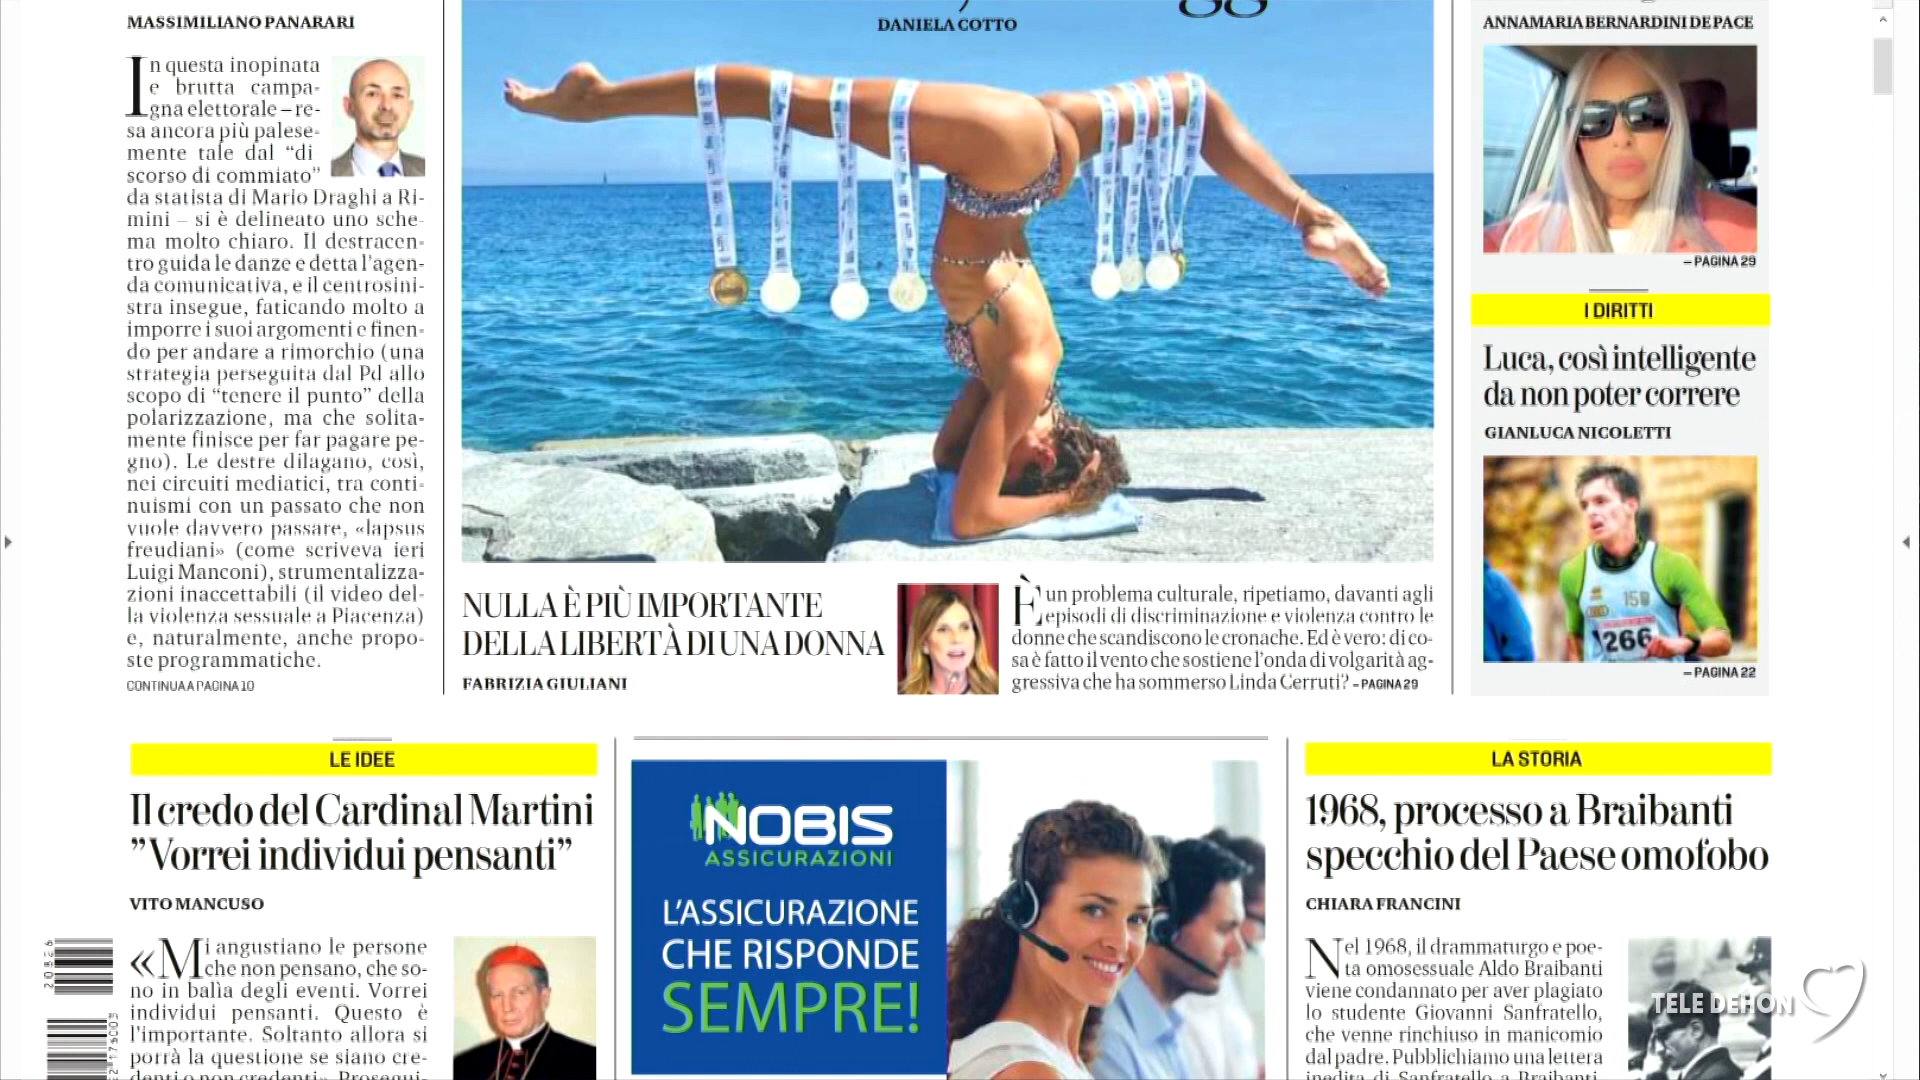 MASSIMILIANO PANARARI
In questa inopinata
e brutta campa-
gna elettorale – re-
sa ancora più palese-
mente tale dal “di
scorso di commiato”
da statista di Mario Draghi a Ri-
mini – si è delineato uno sche-
ma molto chiaro. Il destracen-
tro guida le danze e detta l’agen-
da comunicativa, e il centrosini-
stra insegue, faticando molto a
imporre i suoi argomenti e finen-
do per andare a rimorchio (una
strategia perseguita dal Pd allo
scopo di “tenere il punto” della
polarizzazione, ma che solita-
mente finisce per far pagare pe-
gno). Le destre dilagano, così,
nei circuiti mediatici, tra conti-
nuismi con un passato che non
vuole davvero passare, «lapsus
freudiani» (come scriveva ieri
Luigi Manconi), strumentalizza-
zioni inaccettabili (il video del-
la violenza sessuale a Piacenza)
e, naturalmente, anche propo-
ste programmatiche.
CONTINUA A PAGINA 10
DANIELA COTTO
NULLA È PIÙ IMPORTANTE
DELLA LIBERTÀ DI UNA DONNA
FABRIZIA GIULIANI
È un problema culturale, ripetiamo, davanti agli
episodi di discriminazione e violenza contro le
donne che scandiscono le cronache. Ed è vero: di co-
sa è fatto il vento che sostiene l’onda di volgarità ag-
gressiva che ha sommerso Linda Cerruti? – PAGINA 29
ANNAMARIA BERNARDINI DE PACE
– PAGINA 29
I DIRITTI
Luca, così intelligente
da non poter correre
GIANLUCA NICOLETTI
266
– PAGINA 22
LE IDEE
Il credo del Cardinal Martini
”Vorrei individui pensanti”
VITO MANCUSO
«Mi angustiano le persone
che non pensano, che so-
no in balìa degli eventi. Vorrei
individui pensanti. Questo è
l’importante. Soltanto allora si
porrà la questione se siano cre-
denti o non credenti». Prosegui-
NOBIS
ASSICURAZIONI
L’ASSICURAZIONE
CHE RISPONDE
SEMPRE!
LA STORIA
1968, processo a Braibanti
specchio del Paese omofobo
CHIARA FRANCINI
Nel 1968, il drammaturgo e poe-
ta omosessuale Aldo Braibanti
viene condannato per aver plagiato
lo studente Giovanni Sanfratello,
che venne rinchiuso in manicomio
dal padre. Pubblichiamo una lettera
inedita di Sanfratello a Braibanti.
TELE DEHON
20826